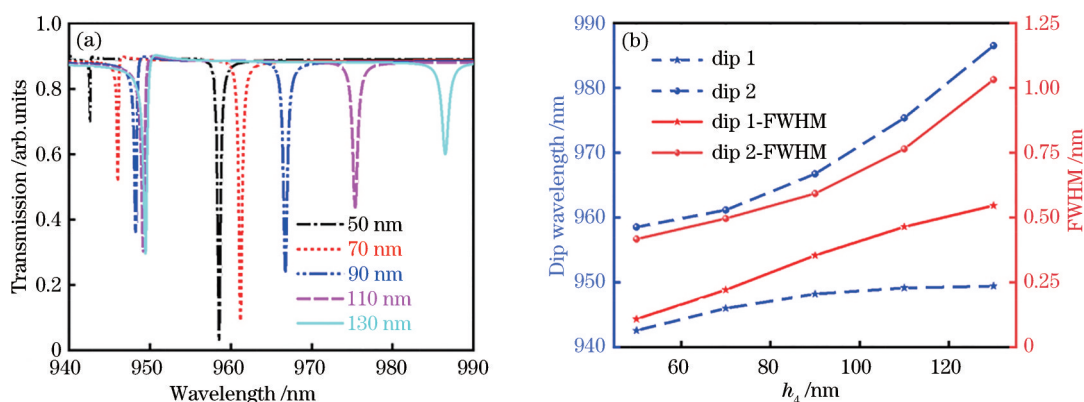 (a)
Transmission /arb.units
1.0
0.8
0.6
0.4
0.2
0
50 nm
70 nm
90 nm
110 nm
130 nm
940
950
960
970
980
990
Wavelength /nm
(b)
Dip wavelength /nm
990
980
970
960
950
940
dip 1
dip 2
dip 1-FWHM
dip 2-FWHM
1.25
1.00
0.75
0.50
0.25
0
FWHM /nm
60
80
100
120
h4 /nm